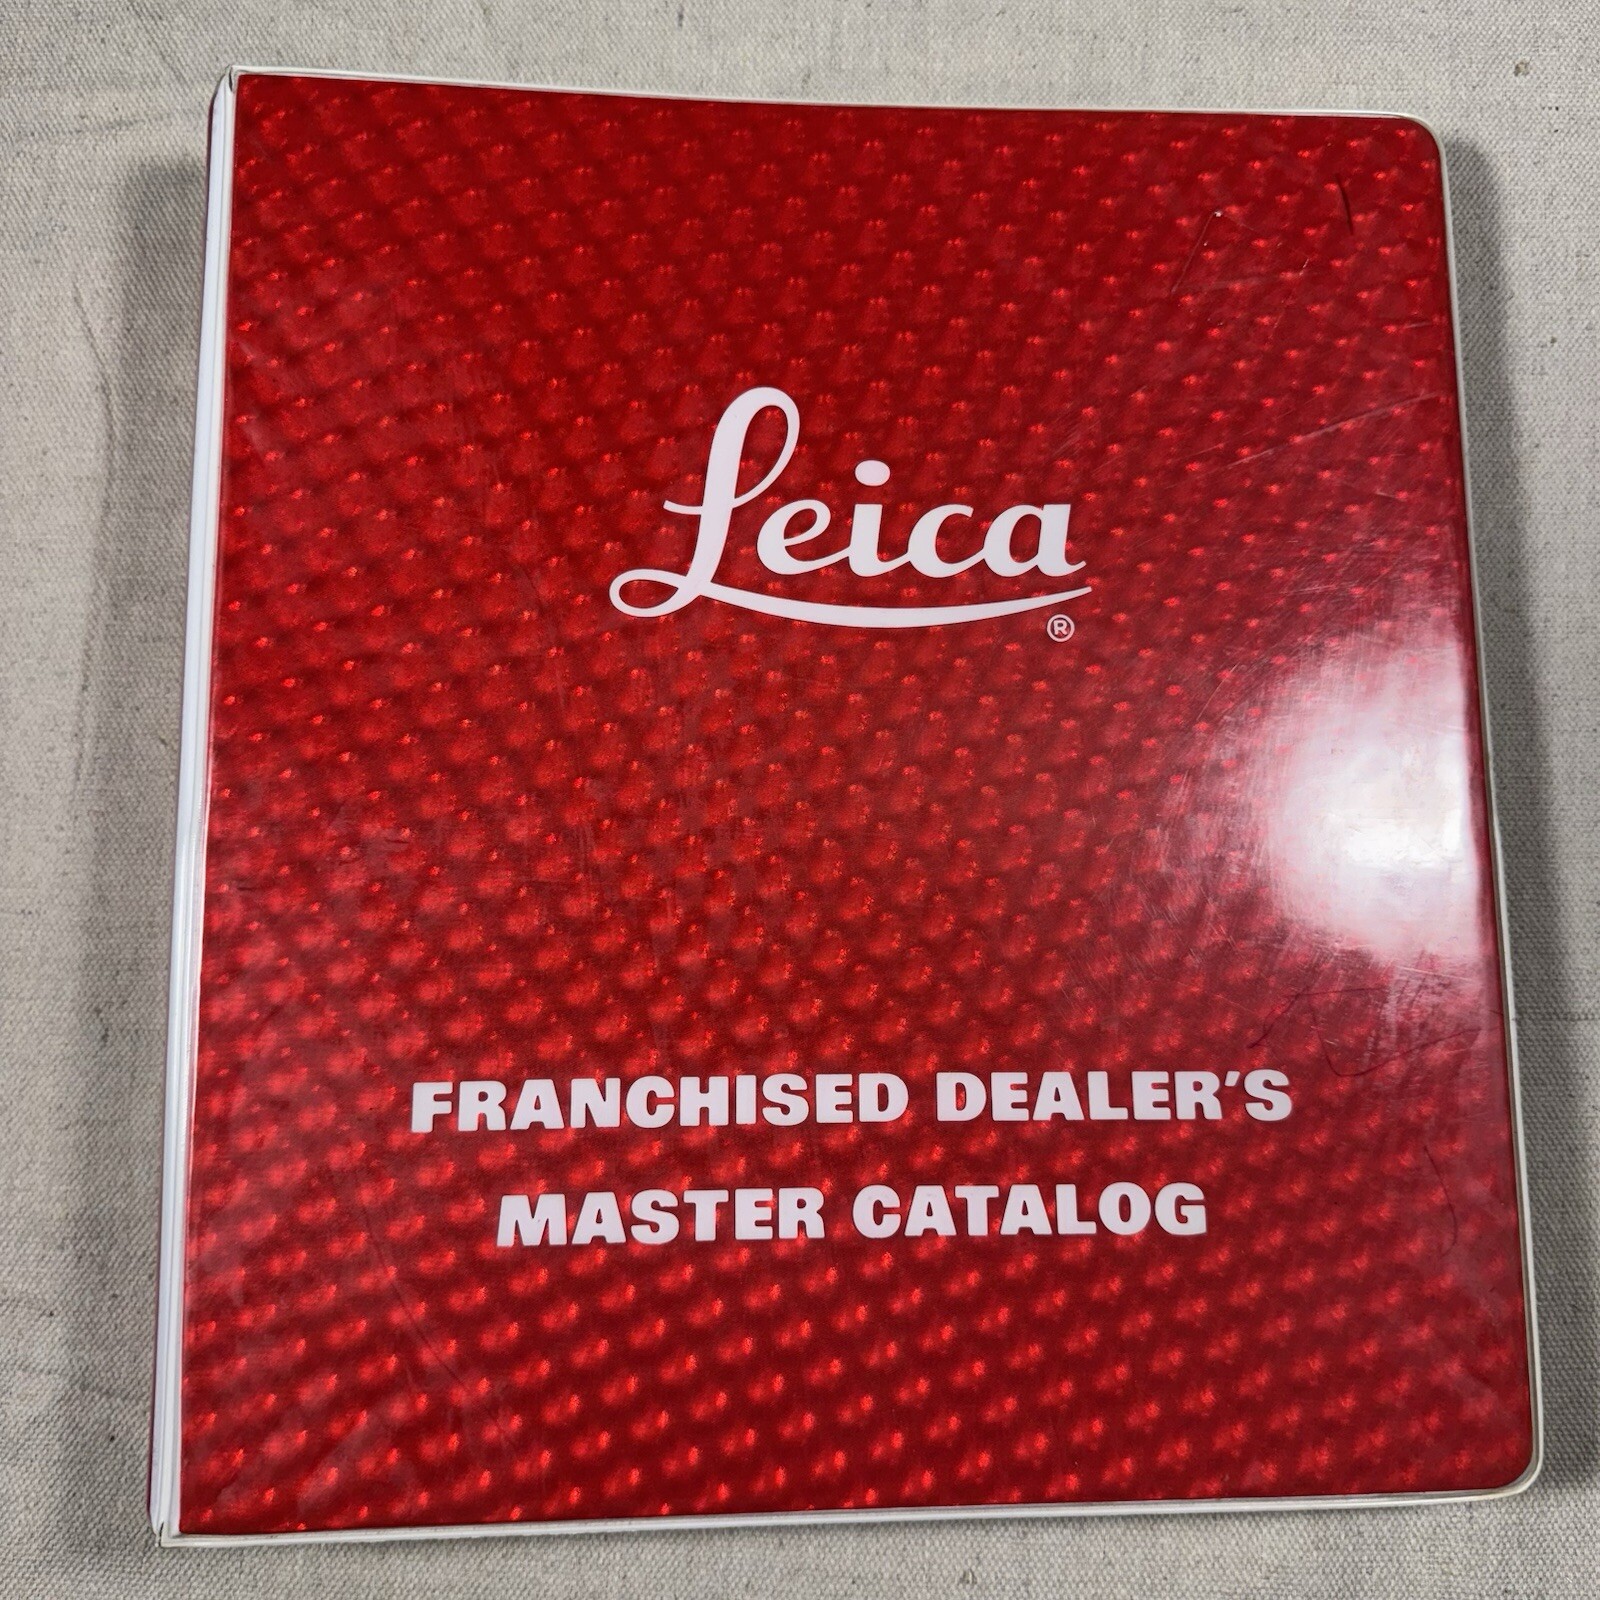 Leica
®
FRANCHISED DEALER'S
MASTER CATALOG